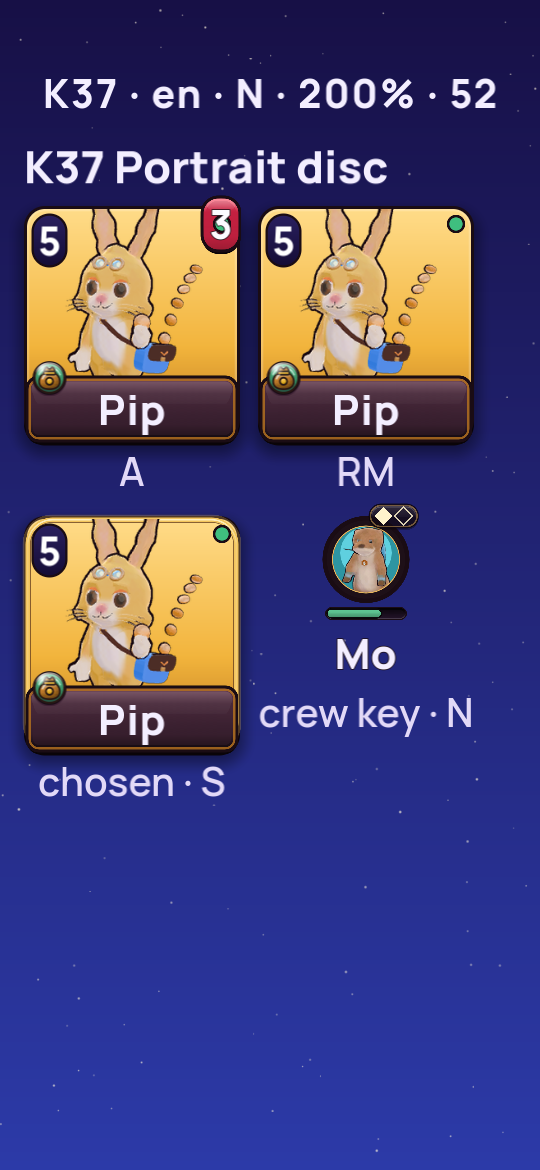 K37 · en · N · 200% · 52
K37 Portrait disc
5
3
5
Pip
Pip
A
RM
5
Pip
Mo
crew key · N
chosen · S